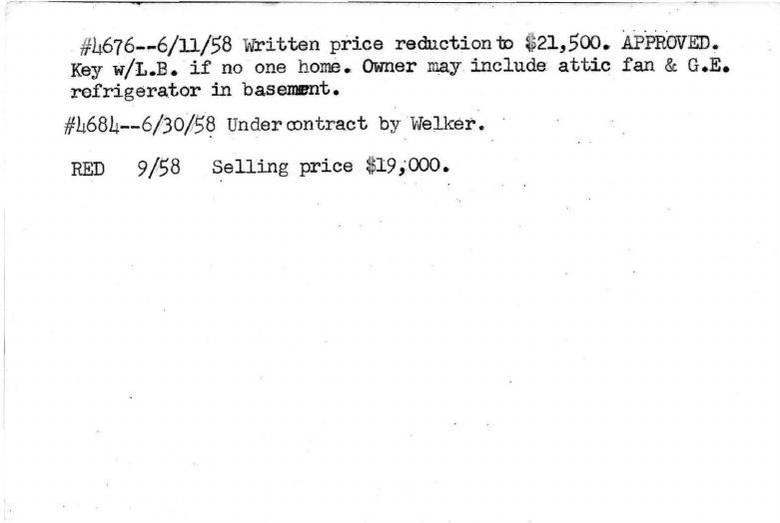 #4676--6/11/58 Written price reduction to $21,500. APPROVED.
Key w/L.B. if no one home. Owner may include attic fan & G.E.
refrigerator in basement.
#4684--6/30/58 Under contract by Welker.
RED 9/58 Selling price $19,000.